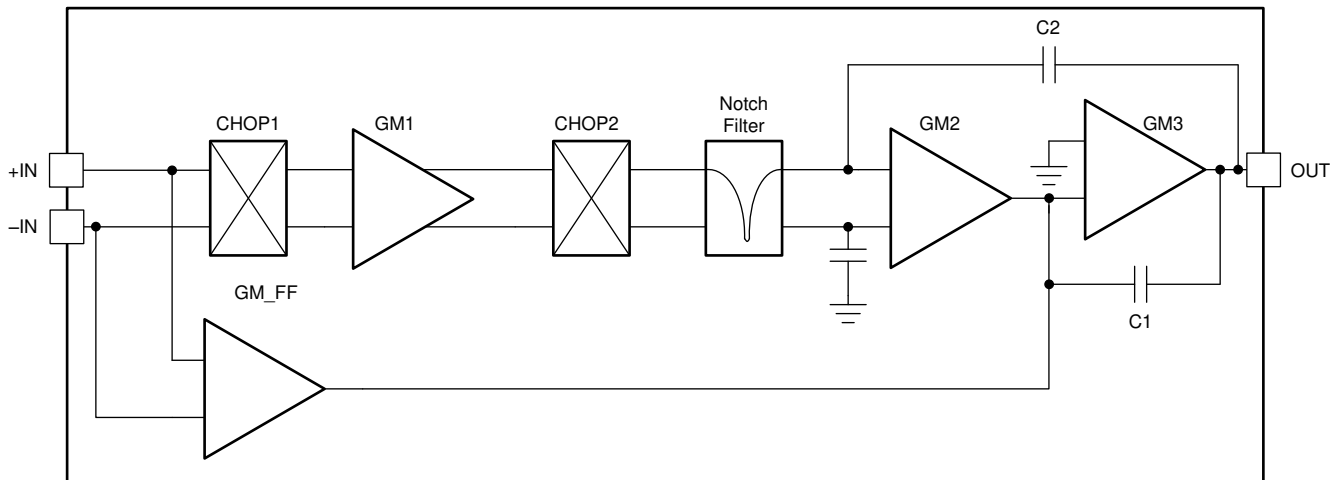 C2
Notch
Filter
CHOP1
GM1
CHOP2
GM2
GM3
+IN
–IN
OUT
GM_FF
C1